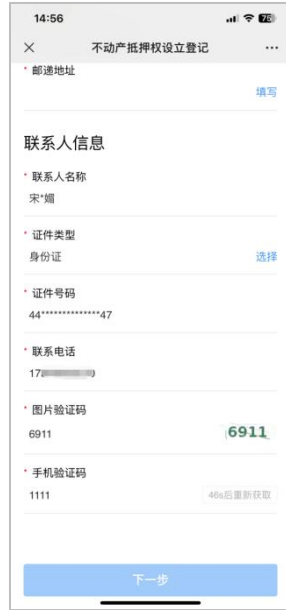 14:56
78
不动产抵押权设立登记
* 邮递地址
填写
联系人信息
* 联系人名称
宋*媚
* 证件类型
身份证 选择
* 证件号码
44**************47
* 联系电话
17
* 图片验证码
6911 6911
* 手机验证码
1111 46s后重新获取
下一步